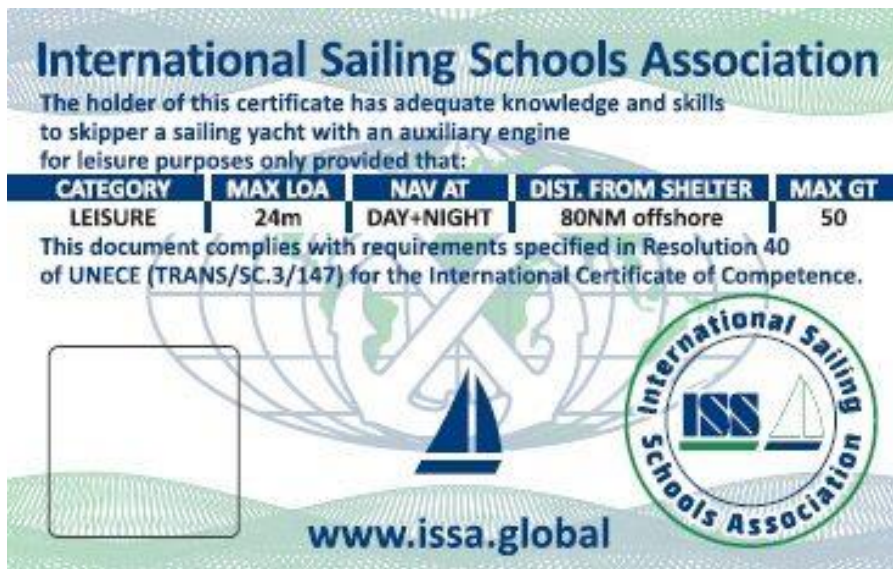 International Sailing Schools Association
The holder of this certificate has adequate knowledge and skills
to skipper a sailing yacht with an auxiliary engine
for leisure purposes only provided that:
CATEGORY MAX LOA NAV AT DIST. FROM SHELTER MAX GT
LEISURE 24m DAY+NIGHT 80NM offshore 50
This document complies with requirements specified in Resolution 40
of UNECE (TRANS/SC.3/147) for the International Certificate of Competence.
International Sailing
ISS
Schools Association
www.issa.global